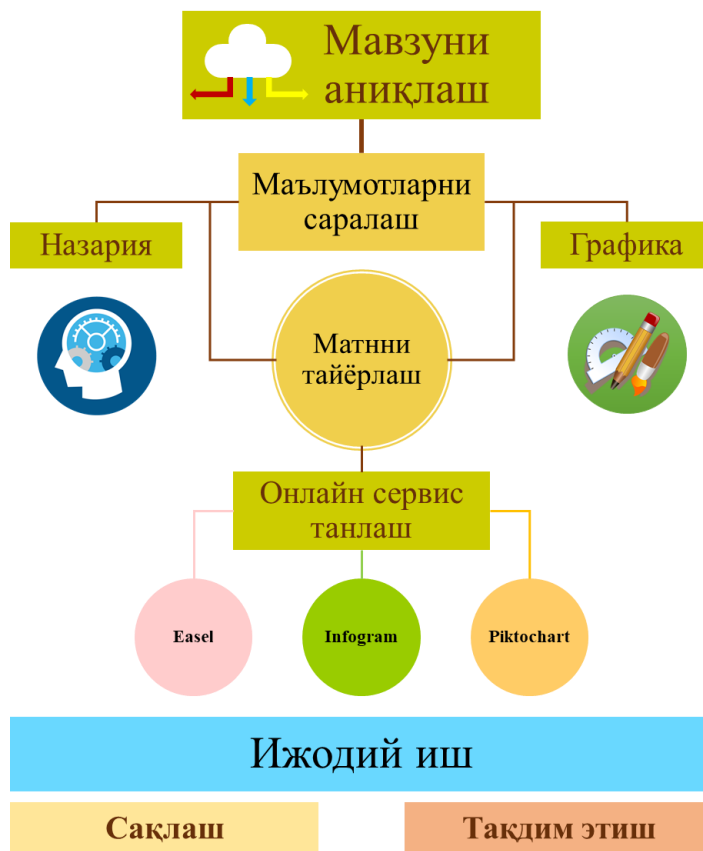 Мавзуни
аниқлаш
Маълумотларни
саралаш
Назария
Графика
Матнни
тайёрлаш
Онлайн сервис
танлаш
Easel
Infogram
Piktochart
Ижодий иш
Сақлаш
Тақдим этиш